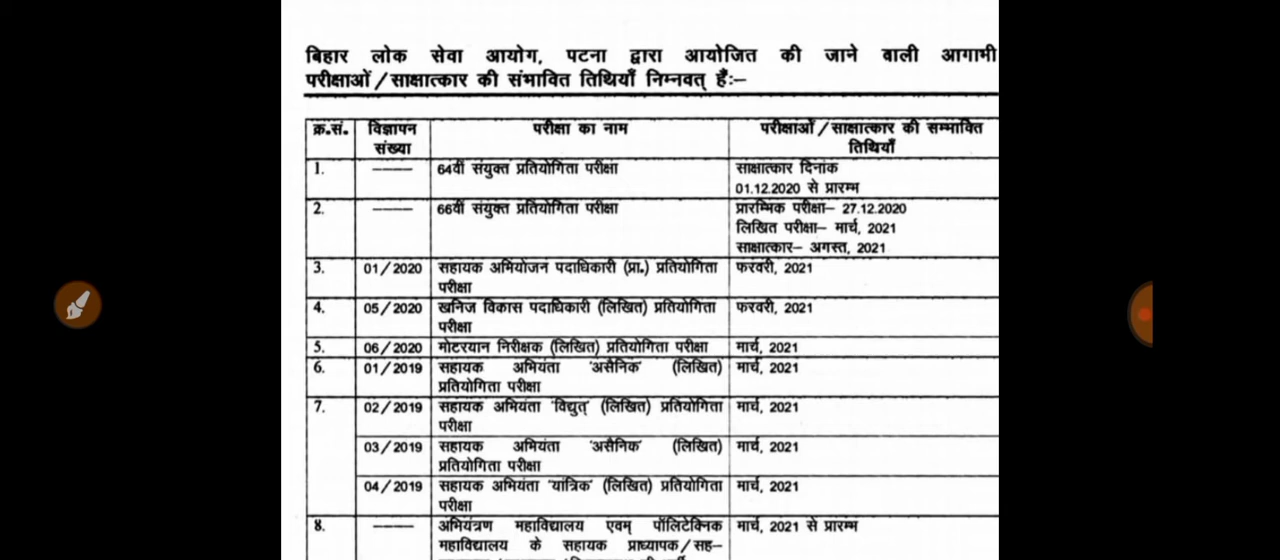 बिहार लोक सेवा आयोग, पटना द्वारा आयोजित की जाने वाली आगामी
परीक्षाओं/साक्षात्कार की संभावित तिथियाँ निम्नवत् हैं:–
क्र.सं. विज्ञापन संख्या परीक्षा का नाम परीक्षाओं/साक्षात्कार की सम्भावित तिथियाँ
1. —— 64वीं संयुक्त प्रतियोगिता परीक्षा साक्षात्कार दिनांक
01.12.2020 से प्रारम्भ
2. —— 66वीं संयुक्त प्रतियोगिता परीक्षा प्रारम्भिक परीक्षा– 27.12.2020
लिखित परीक्षा– मार्च, 2021
साक्षात्कार– अगस्त, 2021
3. 01/2020 सहायक अभियोजन पदाधिकारी (प्रा.) प्रतियोगिता फरवरी, 2021
परीक्षा
4. 05/2020 खनिज विकास पदाधिकारी (लिखित) प्रतियोगिता फरवरी, 2021
परीक्षा
5. 06/2020 मोटरयान निरीक्षक (लिखित) प्रतियोगिता परीक्षा मार्च, 2021
6. 01/2019 सहायक अभियंता 'असैनिक' (लिखित) मार्च, 2021
प्रतियोगिता परीक्षा
7. 02/2019 सहायक अभियंता 'विद्युत्' (लिखित) प्रतियोगिता मार्च, 2021
परीक्षा
03/2019 सहायक अभियंता 'असैनिक' (लिखित) मार्च, 2021
प्रतियोगिता परीक्षा
04/2019 सहायक अभियंता 'यांत्रिक' (लिखित) प्रतियोगिता मार्च, 2021
परीक्षा
8. —— अभियंत्रण महाविद्यालय एवम् पॉलिटेक्निक मार्च, 2021 से प्रारम्भ
महाविद्यालय के सहायक प्राध्यापक/सह–